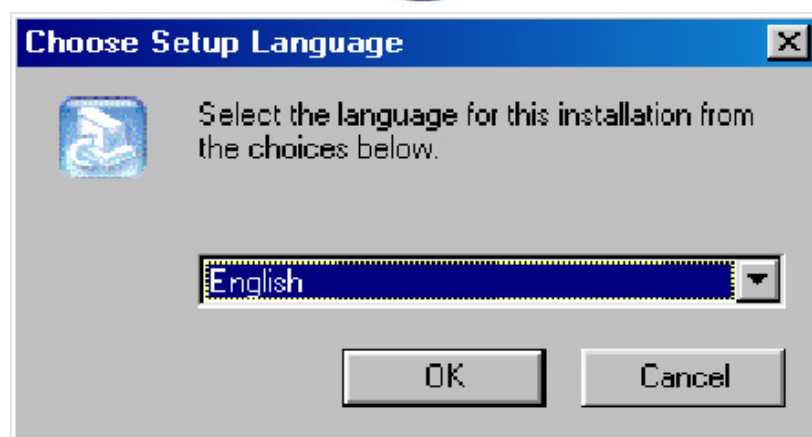 Choose Setup Language
Select the language for this installation from
the choices below.
English
OK
Cancel